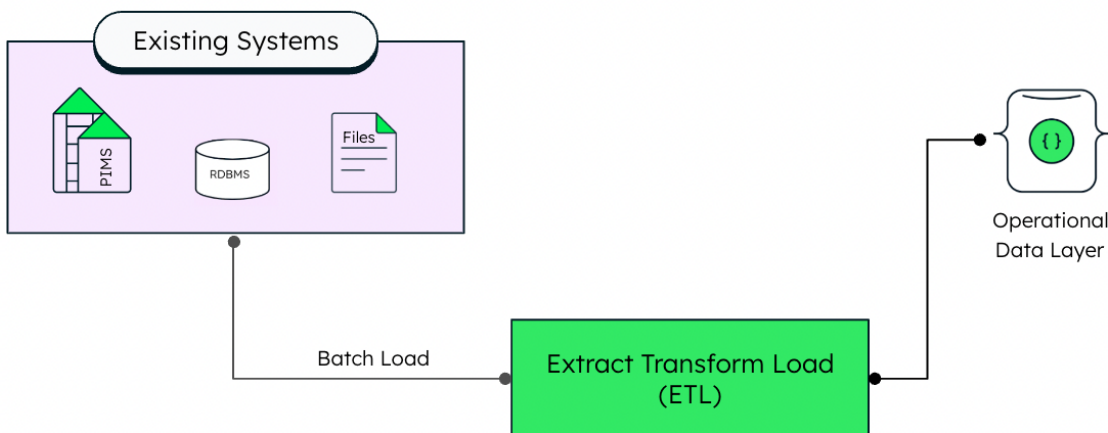 Existing Systems
PIMS
RDBMS
Files
{ }
Operational
Data Layer
Batch Load
Extract Transform Load
(ETL)